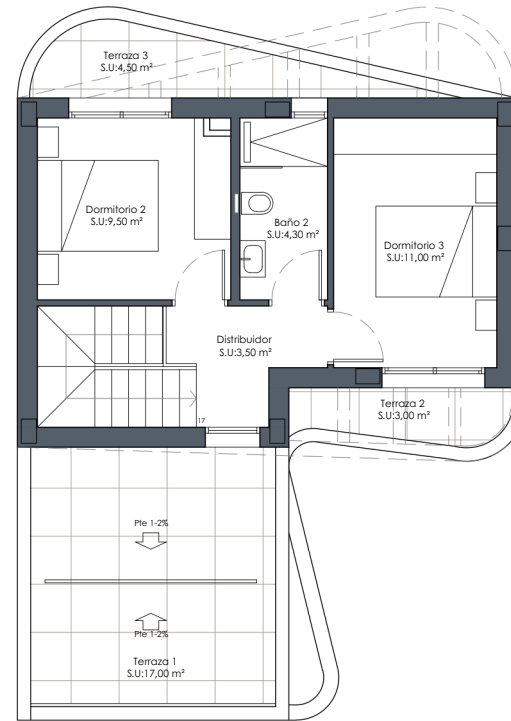 Terraza 3
S.U:4,50 m²
Dormitorio 2
S.U:9,50 m²
Baño 2
S.U:4,30 m²
Dormitorio 3
S.U:11,00 m²
Distribuidor
S.U:3,50 m²
Terraza 2
S.U:3,00 m²
17
Pte 1-2%
Pte 1-2%
Terraza 1
S.U:17,00 m²